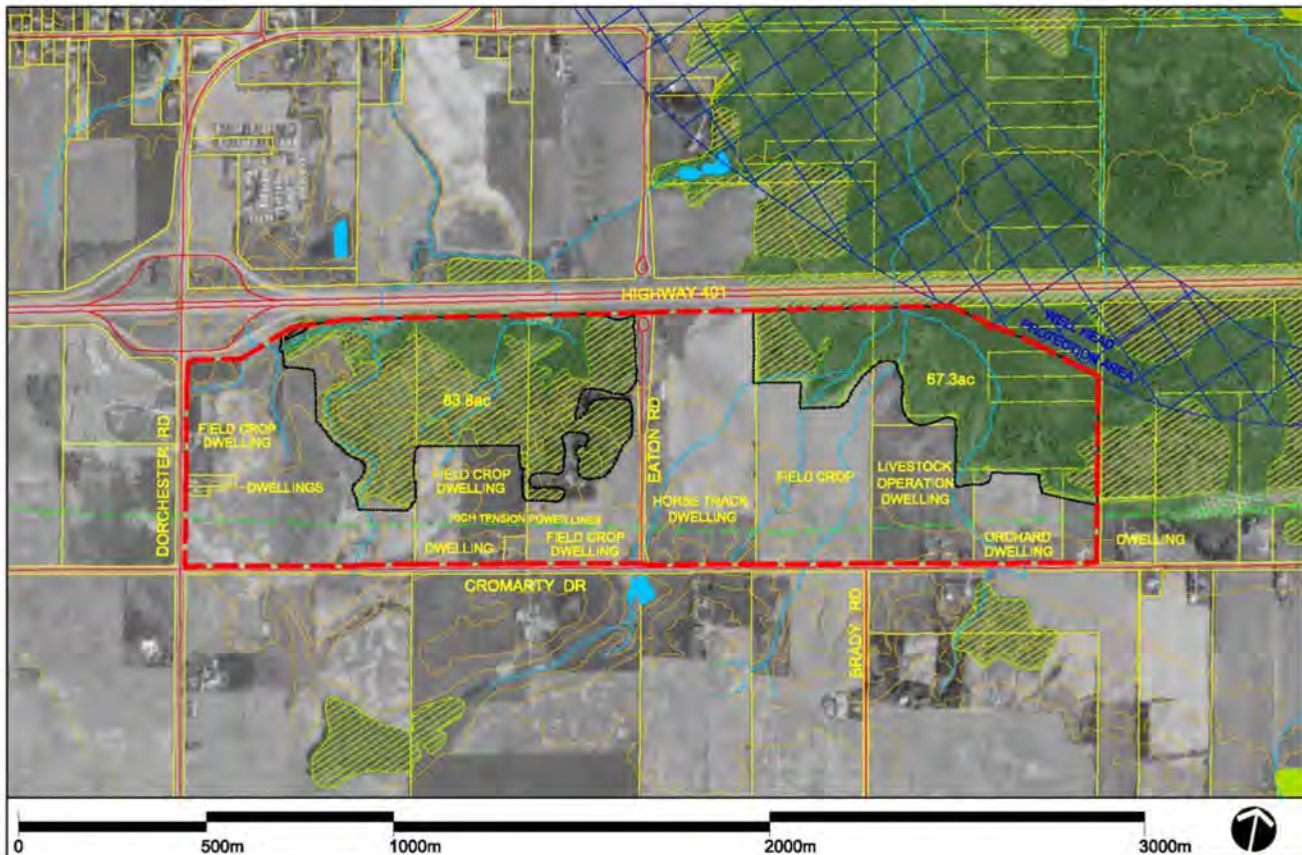 HIGHWAY 401
WELL HEAD
PROTECTION AREA
83.8ac
67.3ac
DORCHESTER RD
EATON RD
FIELD CROP
DWELLING
DWELLINGS
FIELD CROP
DWELLING
HIGH TENSION POWER LINES
DWELLING
FIELD CROP
DWELLING
HORSE TRACK
DWELLING
FIELD CROP
LIVESTOCK
OPERATION
DWELLING
ORCHARD
DWELLING
DWELLING
CROMARTY DR
BRADY RD
0
500m
1000m
2000m
3000m